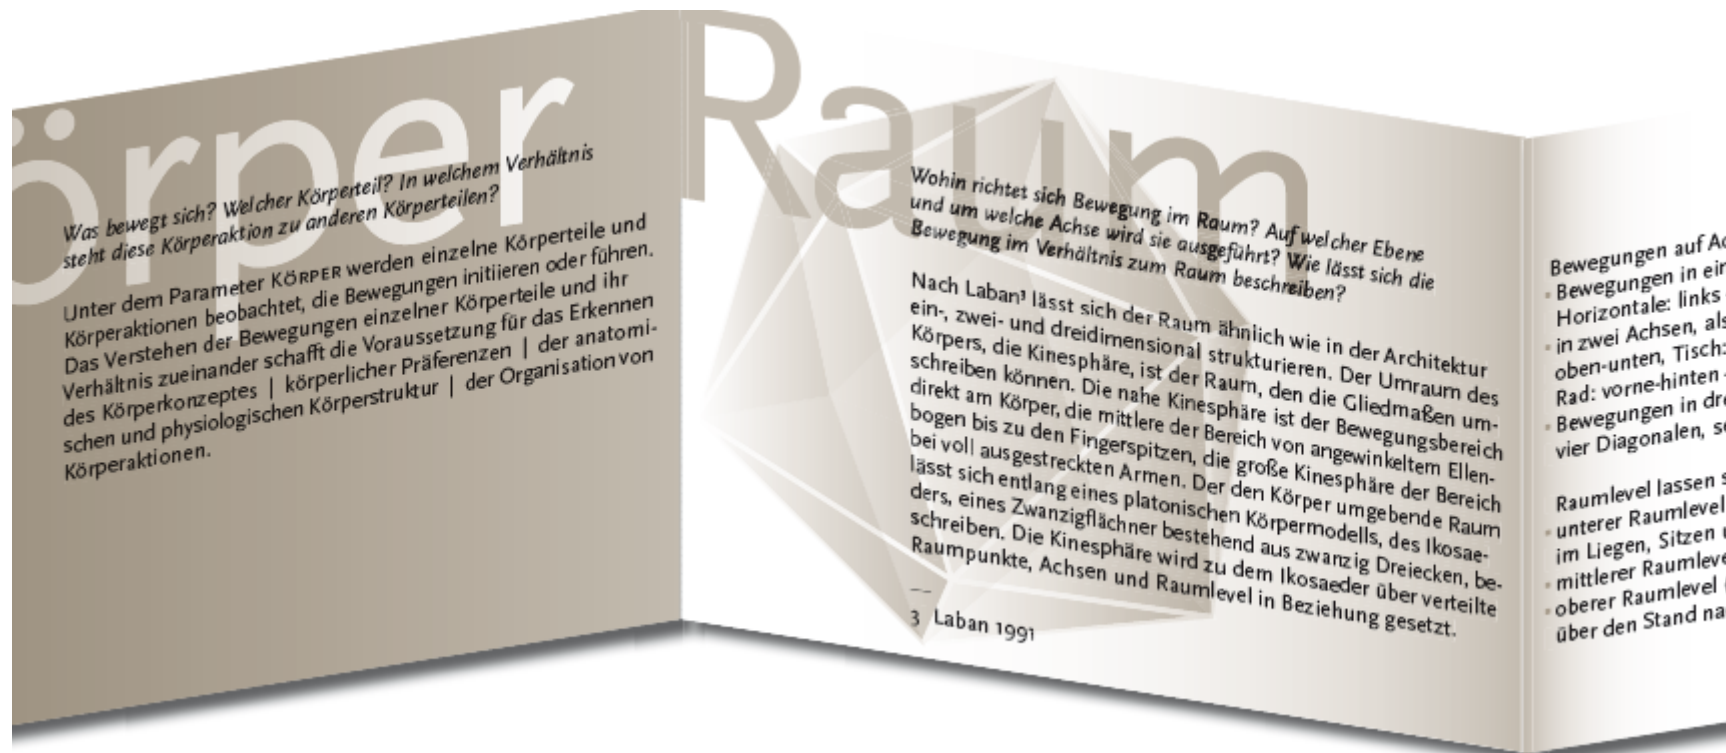 örper
Was bewegt sich? Welcher Körperteil? In welchem Verhältnis
steht diese Körperaktion zu anderen Körperteilen?
Unter dem Parameter KÖRPER werden einzelne Körperteile und
Körperaktionen beobachtet, die Bewegungen initiieren oder führen.
Das Verstehen der Bewegungen einzelner Körperteile und ihr
Verhältnis zueinander schafft die Voraussetzung für das Erkennen
des Körperkonzeptes | körperlicher Präferenzen | der anatomi-
schen und physiologischen Körperstruktur | der Organisation von
Körperaktionen.
Raum
Wohin richtet sich Bewegung im Raum? Auf welcher Ebene
und um welche Achse wird sie ausgeführt? Wie lässt sich die
Bewegung im Verhältnis zum Raum beschreiben?
Nach Laban³ lässt sich der Raum ähnlich wie in der Architektur
ein-, zwei- und dreidimensional strukturieren. Der Umraum des
Körpers, die Kinesphäre, ist der Raum, den die Gliedmaßen um-
schreiben können. Die nahe Kinesphäre ist der Bewegungsbereich
direkt am Körper, die mittlere der Bereich von angewinkeltem Ellen-
bogen bis zu den Fingerspitzen, die große Kinesphäre der Bereich
bei voll ausgestreckten Armen. Der den Körper umgebende Raum
lässt sich entlang eines platonischen Körpermodells, des Ikosae-
ders, eines Zwanzigflächner bestehend aus zwanzig Dreiecken, be-
schreiben. Die Kinesphäre wird zu dem Ikosaeder über verteilte
Raumpunkte, Achsen und Raumlevel in Beziehung gesetzt.
3 Laban 1991
Bewegungen auf Ac
Bewegungen in ein
Horizontale: links
in zwei Achsen, als
oben-unten, Tisch:
Rad: vorne-hinten
Bewegungen in dre
vier Diagonalen, s
Raumlevel lassen s
unterer Raumlevel
im Liegen, Sitzen u
mittlerer Raumleve
oberer Raumlevel
über den Stand na